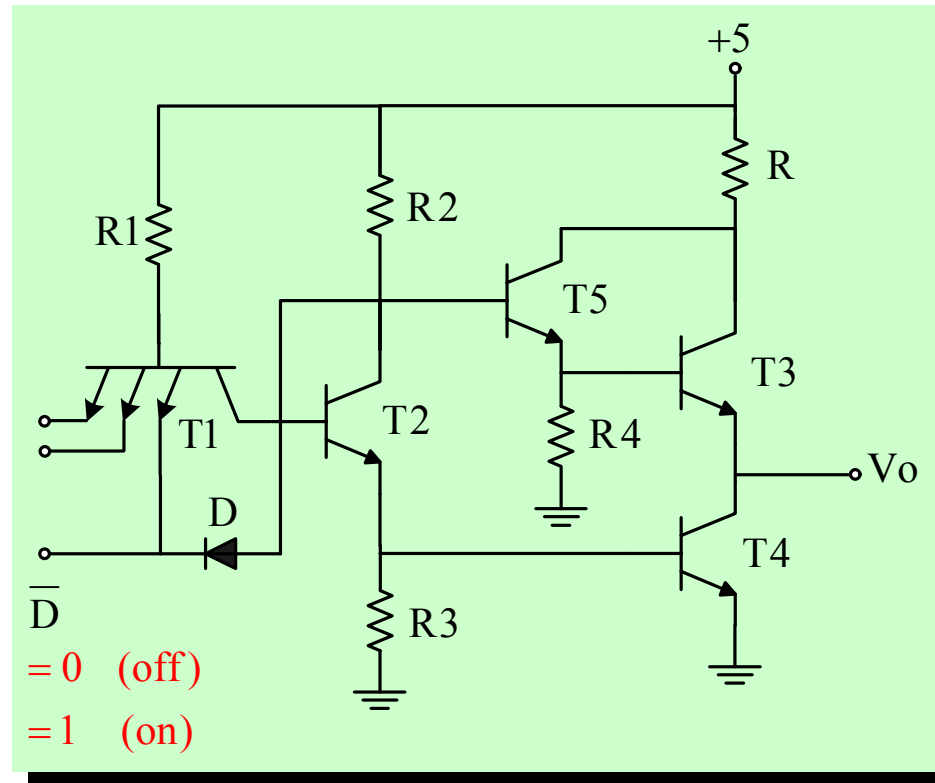 +5
R
R1
R2
T5
T3
T1
T2
R4
Vo
D
T4
D̅
R3
= 0 (off)
= 1 (on)